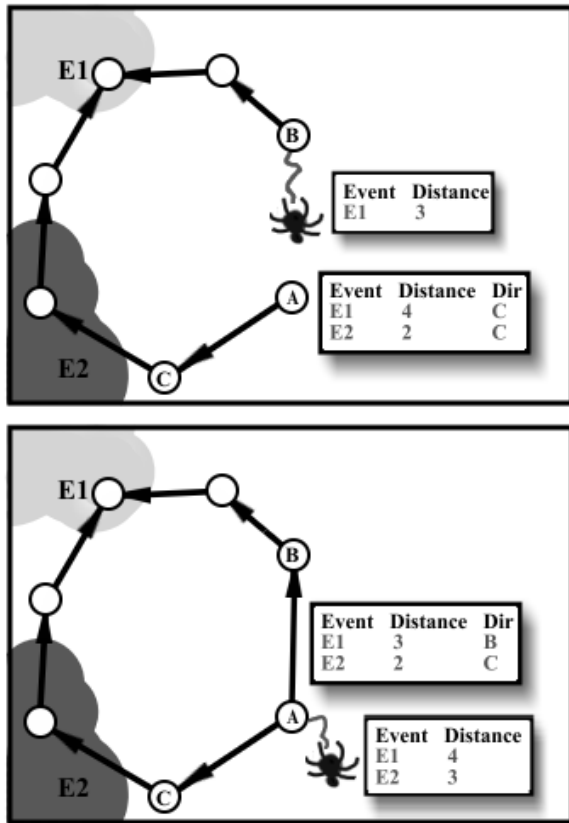 E1
B
Event Distance
E1 3
A
Event Distance Dir
E1 4 C
E2 2 C
E2
C
E1
B
Event Distance Dir
E1 3 B
E2 2 C
A
Event Distance
E1 4
E2 3
E2
C